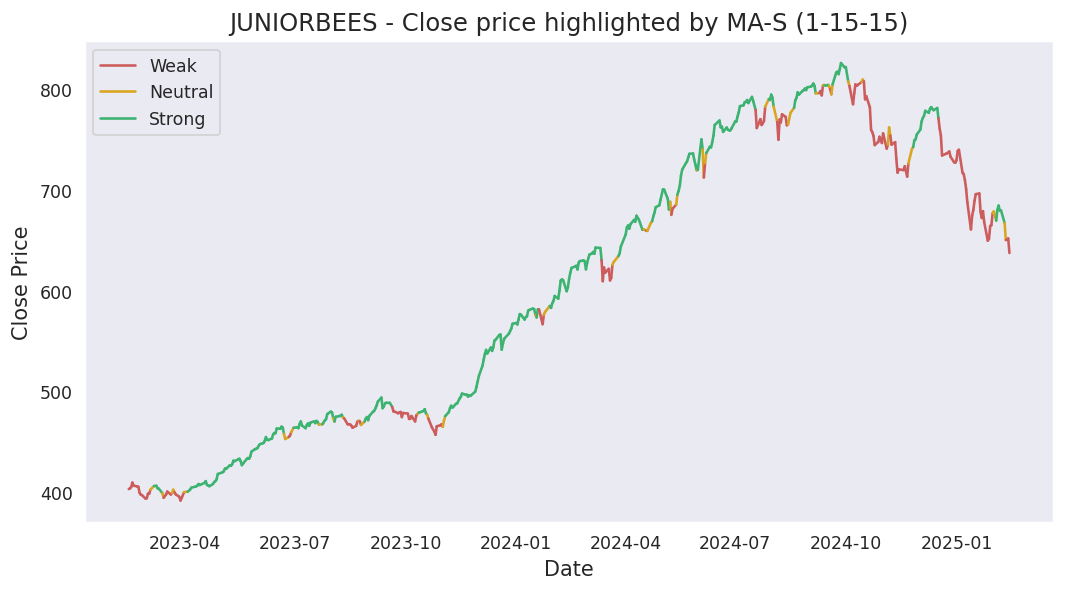 JUNIORBEES - Close price highlighted by MA-S (1-15-15)
Weak
Neutral
Strong
Close Price
800
700
600
500
400
2023-04 2023-07 2023-10 2024-01 2024-04 2024-07 2024-10 2025-01
Date